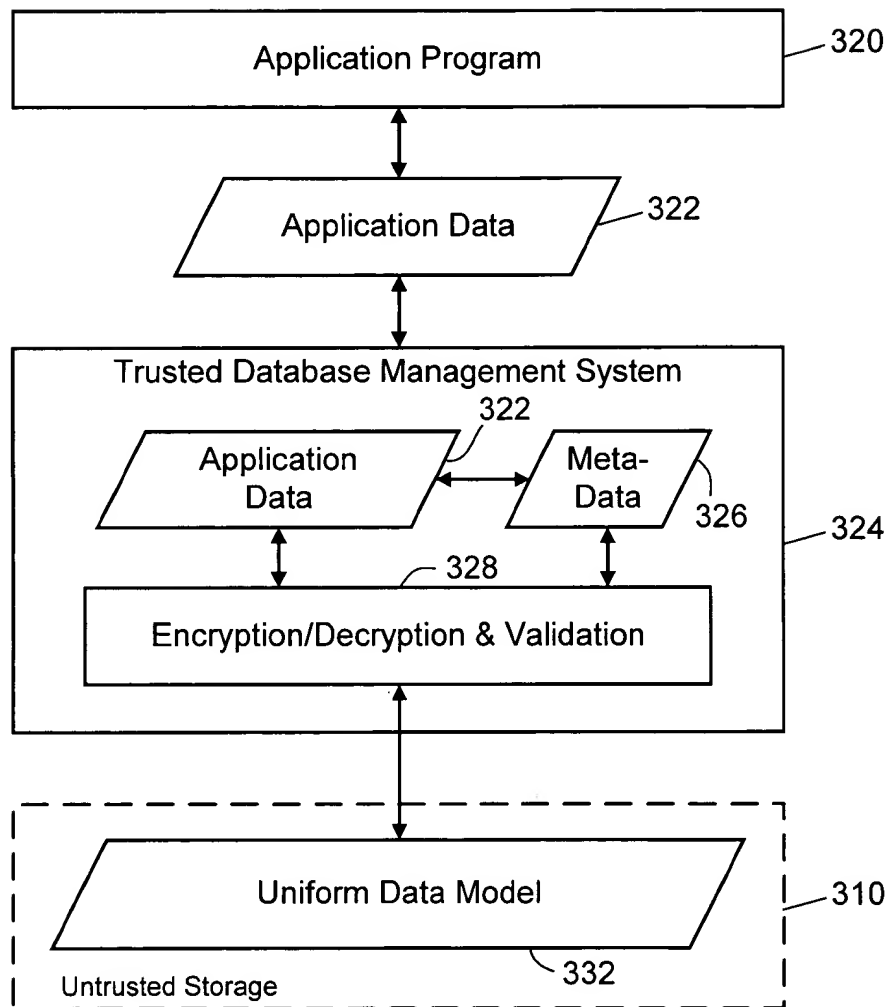 Application Program
320
Application Data
322
Trusted Database Management System
322
Application
Data
Meta-
Data
326
324
328
Encryption/Decryption & Validation
Uniform Data Model
310
332
Untrusted Storage